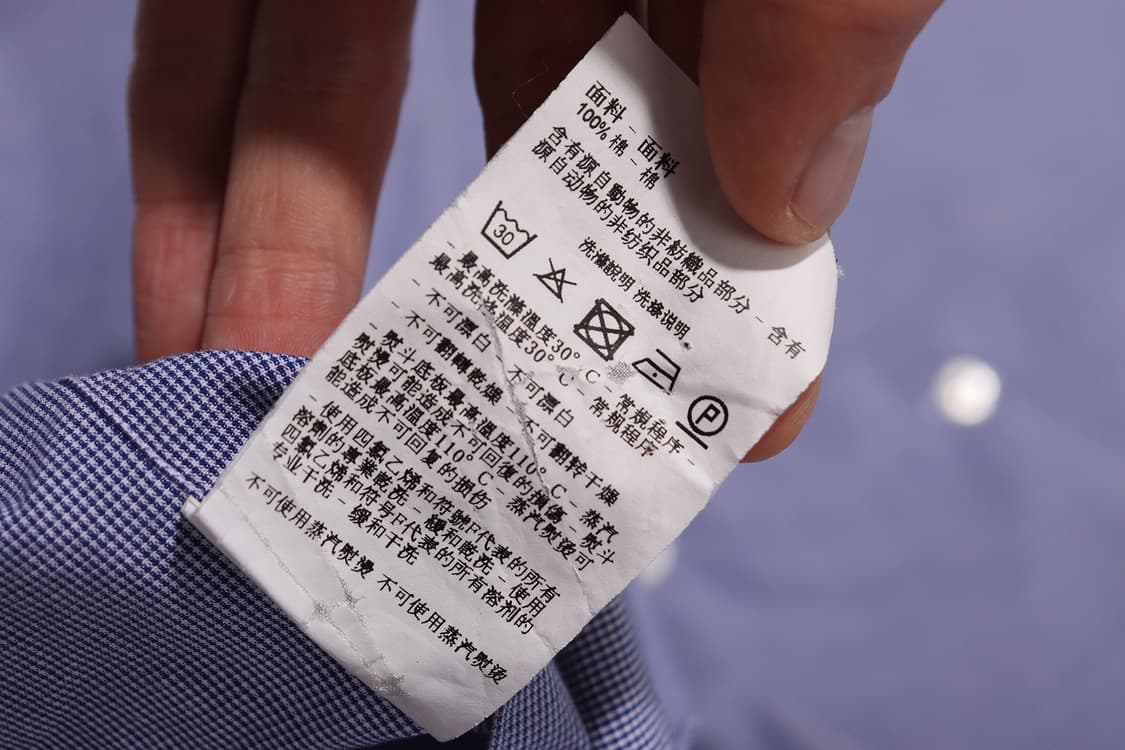 面料 - 面料
100% 棉 - 棉
含有源自動物的非紡織品部分 - 含有
源自动物的非纺织品部分
洗滌說明 洗涤说明
30
P
- 最高洗滌溫度30° C - 常規程序 -
最高洗涤温度30° C - 常规程序
- 不可漂白 - 不可漂白
- 不可翻轉乾燥 - 不可翻转干燥
- 熨斗底板最高溫度110° C - 蒸汽
熨燙可能造成不可回復的損傷 - 熨斗
底板最高温度110° C - 蒸汽熨烫可
能造成不可回复的损伤
- 使用四氯乙烯和符號F代表的所有
溶劑的專業乾洗 - 緩和乾洗 - 使用
四氯乙烯和符号F代表的所有溶剂的
专业干洗 - 缓和干洗
不可使用蒸汽熨燙 不可使用蒸汽熨烫